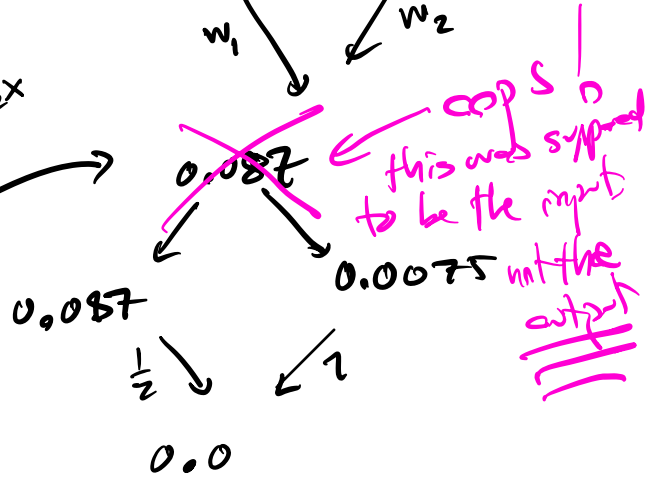 w₁
w₂
x
0.087
oops
this was supposed
to be the input
not the
output
0.087
0.0075
1/2
1
0.0